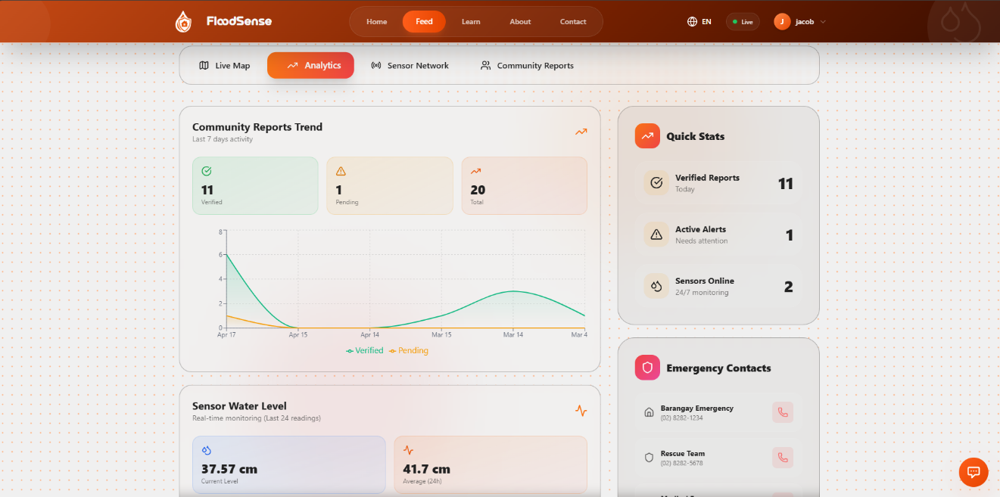 FloodSense
Home
Feed
Learn
About
Contact
EN
Live
J
jacob
Live Map
Analytics
Sensor Network
Community Reports
Community Reports Trend
Last 7 days activity
11
Verified
1
Pending
20
Total
8
6
4
2
0
Apr 17
Apr 15
Apr 14
Mar 15
Mar 14
Mar 4
Verified
Pending
Sensor Water Level
Real-time monitoring (Last 24 readings)
37.57 cm
Current Level
41.7 cm
Average (24h)
Quick Stats
Verified Reports
Today
11
Active Alerts
Needs attention
1
Sensors Online
24/7 monitoring
2
Emergency Contacts
Barangay Emergency
(02) 8282-1234
Rescue Team
(02) 8282-5678